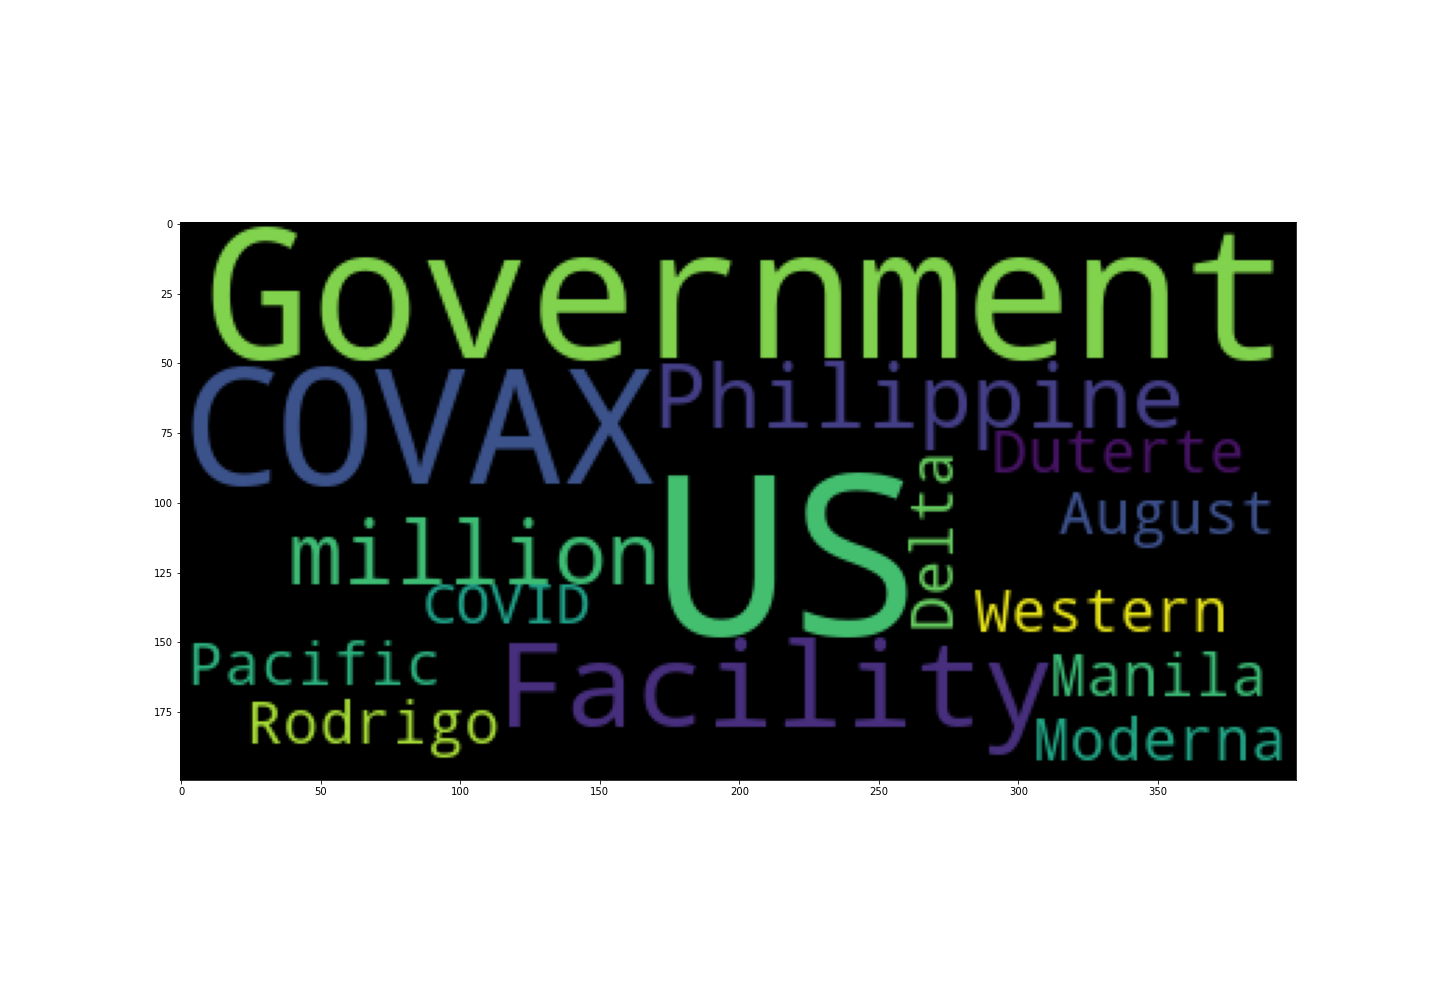 0
Government
25
50
COVAX Philippine
75
Duterte
100
US Delta August
million
125
COVID Western
150
Pacific Facility Manila
175
Rodrigo Moderna
0 50 100 150 200 250 300 350